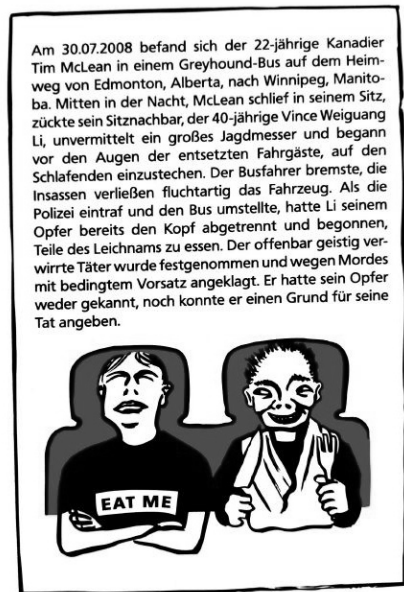 Am 30.07.2008 befand sich der 22-jährige Kanadier
Tim McLean in einem Greyhound-Bus auf dem Heim-
weg von Edmonton, Alberta, nach Winnipeg, Manito-
ba. Mitten in der Nacht, McLean schlief in seinem Sitz,
zückte sein Sitznachbar, der 40-jährige Vince Weiguang
Li, unvermittelt ein großes Jagdmesser und begann
vor den Augen der entsetzten Fahrgäste, auf den
Schlafenden einzustechen. Der Busfahrer bremste, die
Insassen verließen fluchtartig das Fahrzeug. Als die
Polizei eintraf und den Bus umstellte, hatte Li seinem
Opfer bereits den Kopf abgetrennt und begonnen,
Teile des Leichnams zu essen. Der offenbar geistig ver-
wirrte Täter wurde festgenommen und wegen Mordes
mit bedingtem Vorsatz angeklagt. Er hatte sein Opfer
weder gekannt, noch konnte er einen Grund für seine
Tat angeben.
EAT ME